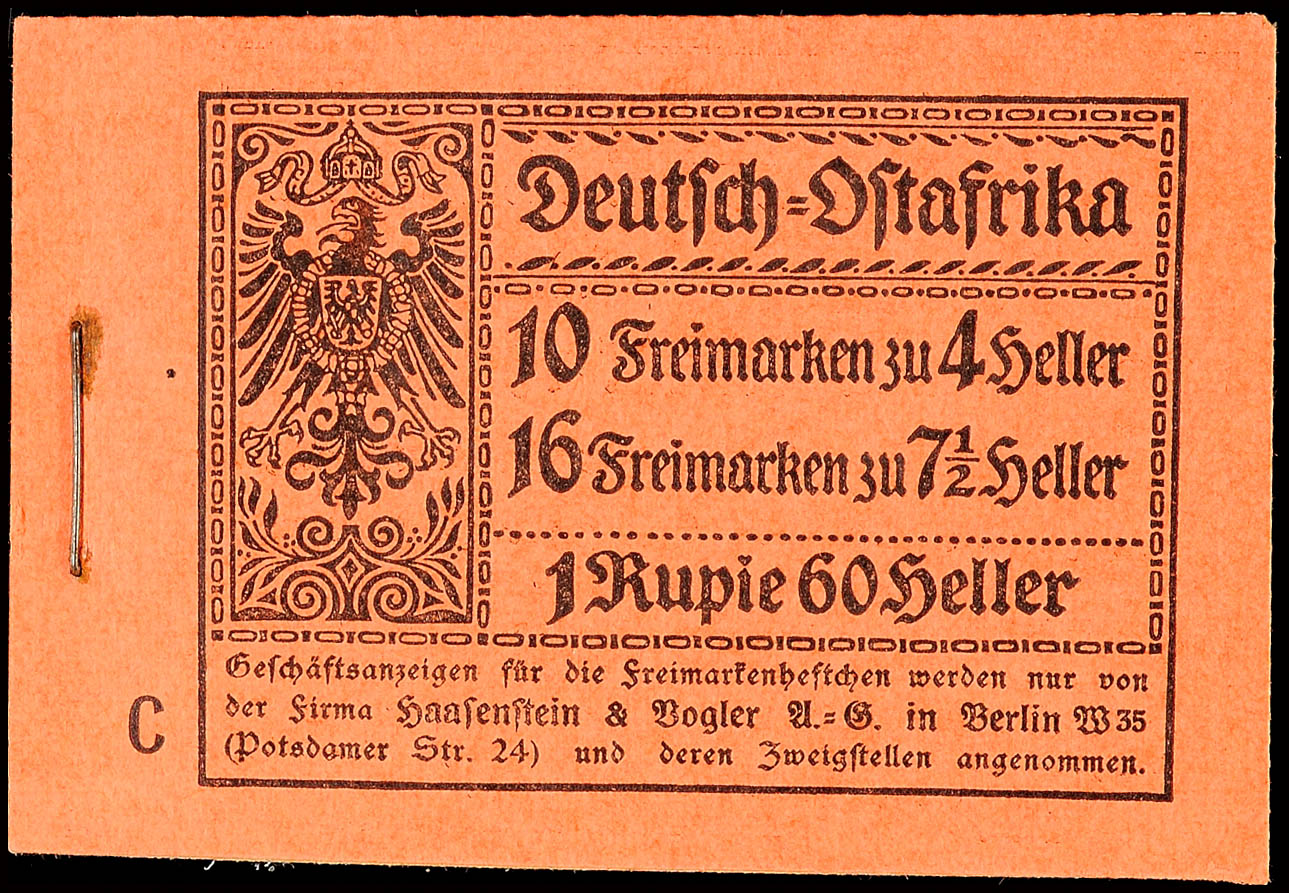 Deutsch=Ostafrika
10 Freimarken zu 4 Heller
16 Freimarken zu 7½ Heller
1 Rupie 60 Heller
Geschäftsanzeigen für die Freimarkenheftchen werden nur von
der Firma Haasenstein & Vogler A.=G. in Berlin W 35
(Potsdamer Str. 24) und deren Zweigstellen angenommen.
C